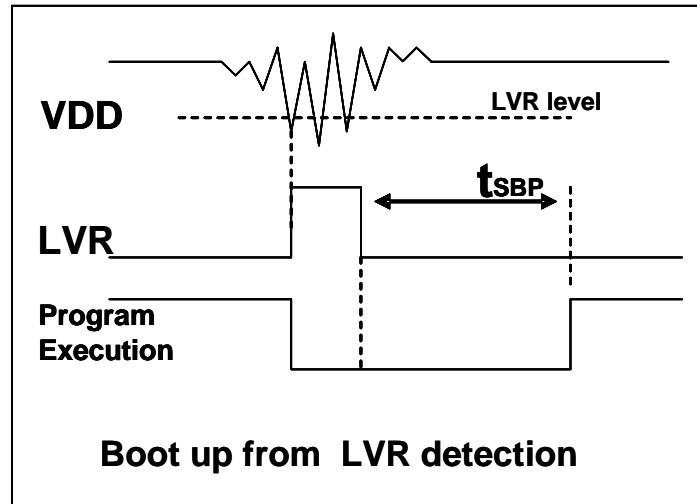 LVR level
VDD
tSBP
LVR
Program
Execution
Boot up from LVR detection